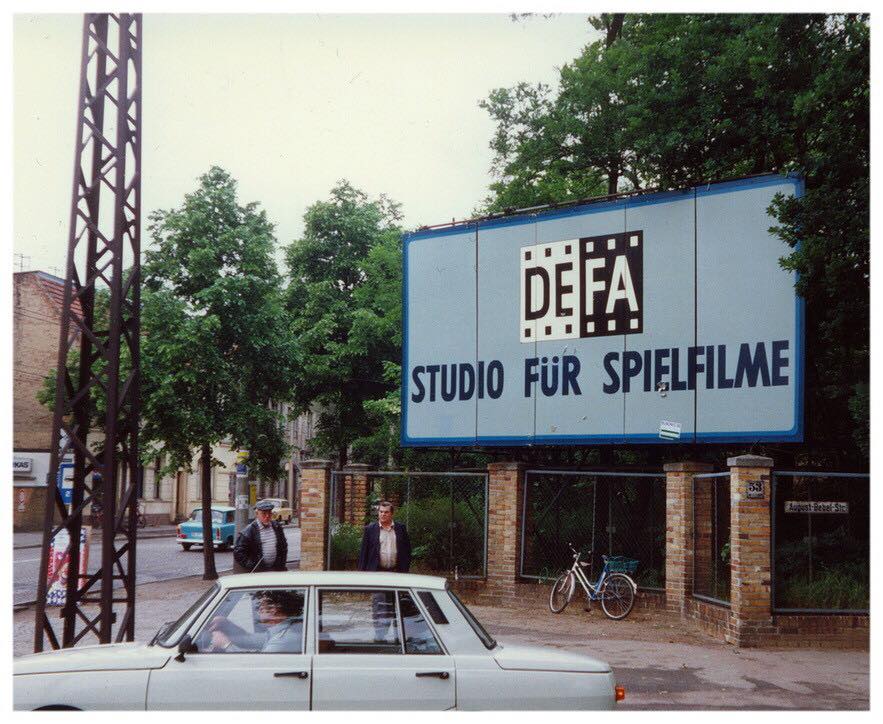 DEFA
STUDIO FÜR SPIELFILME
53
August-Bebel-Str.